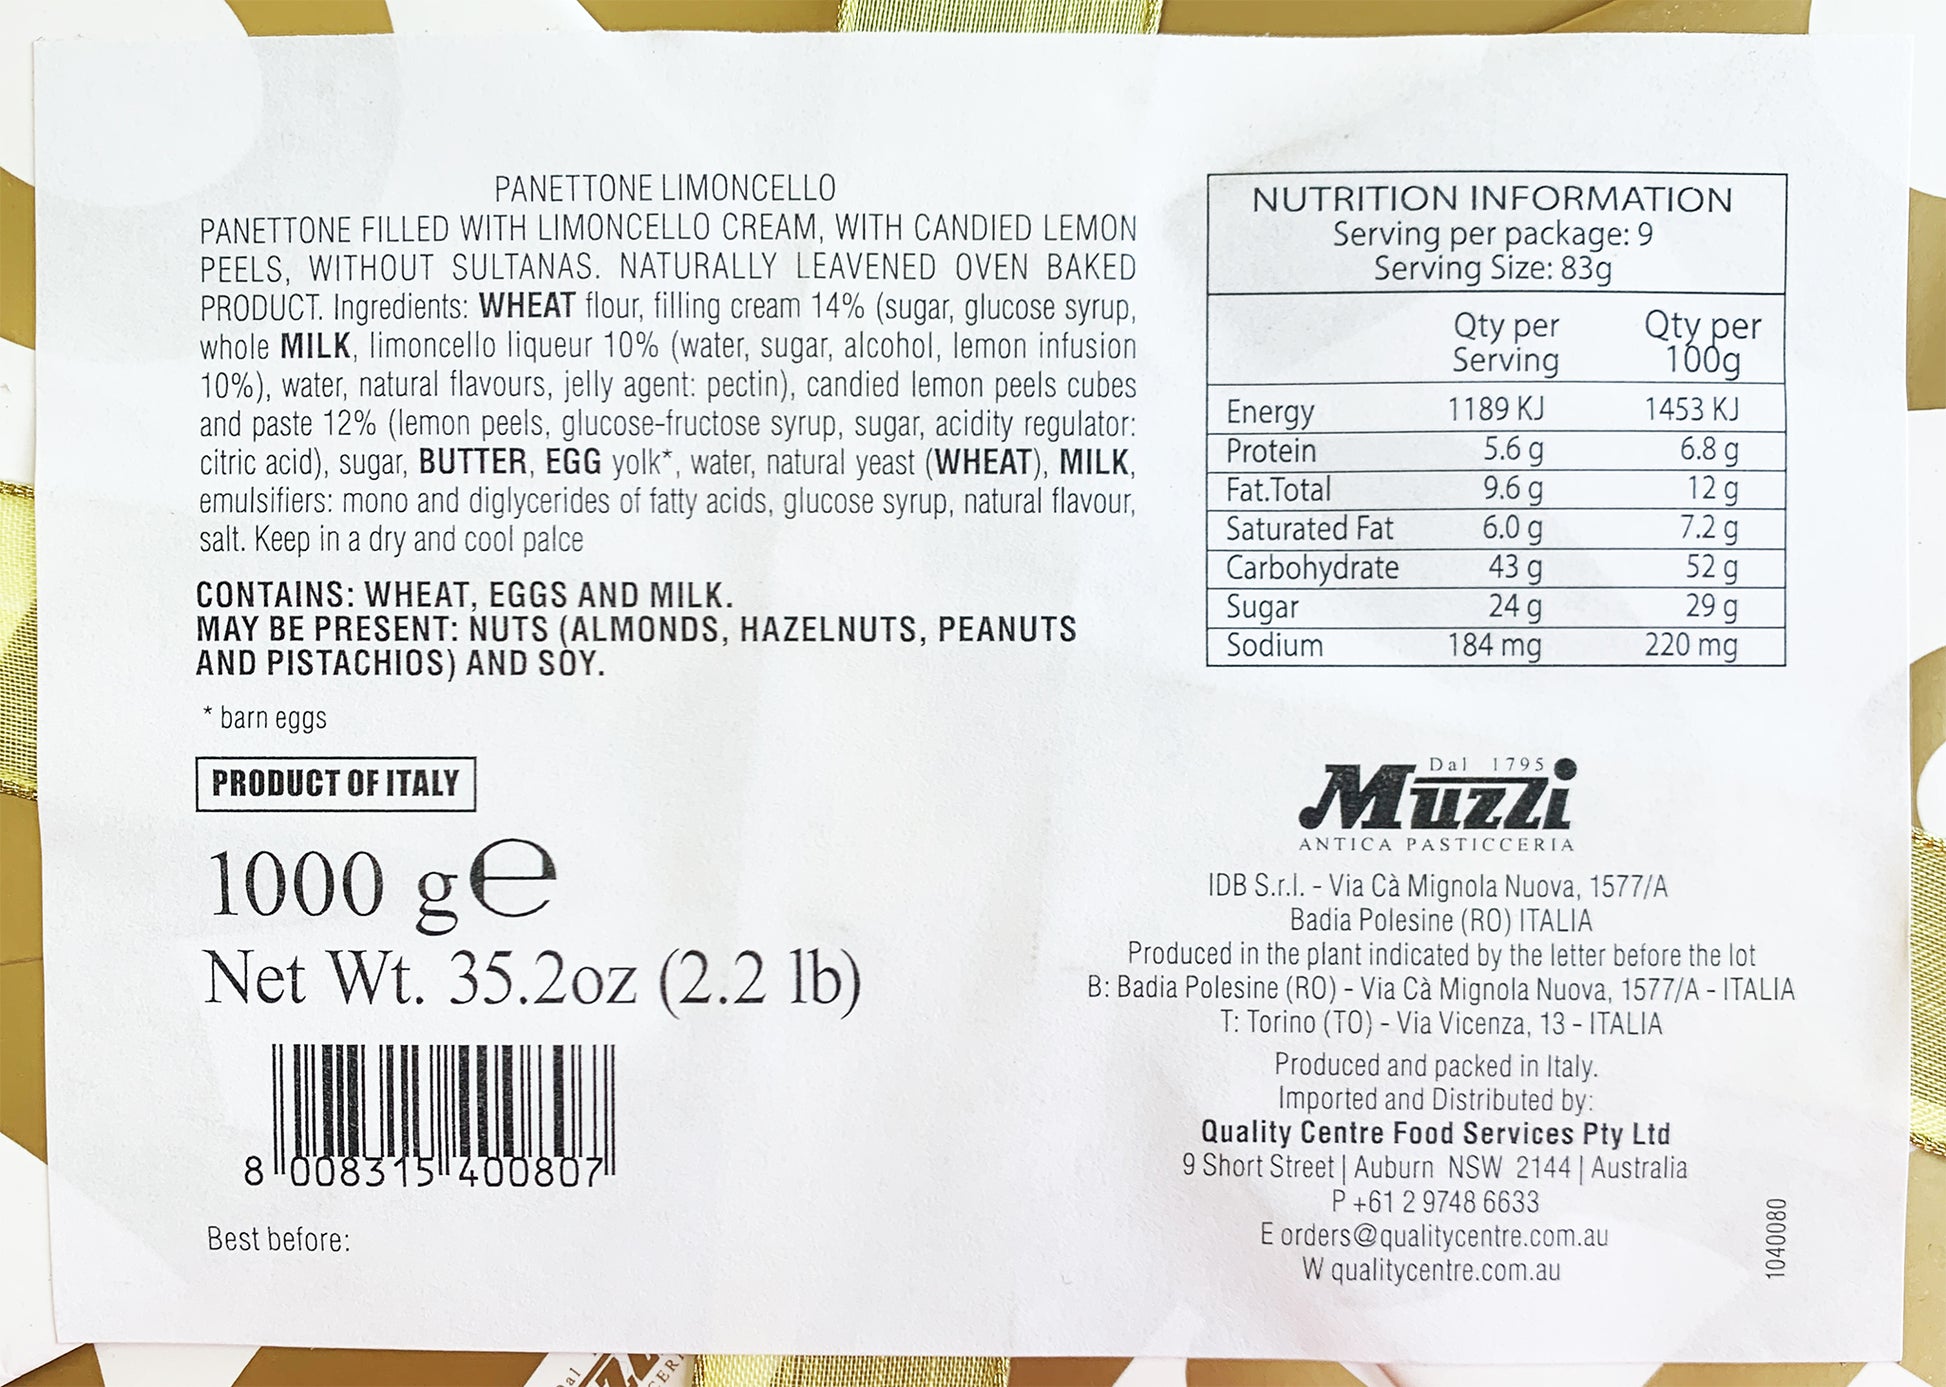 PANETTONE LIMONCELLO
PANETTONE FILLED WITH LIMONCELLO CREAM, WITH CANDIED LEMON
PEELS, WITHOUT SULTANAS. NATURALLY LEAVENED OVEN BAKED
PRODUCT. Ingredients: WHEAT flour, filling cream 14% (sugar, glucose syrup,
whole MILK, limoncello liqueur 10% (water, sugar, alcohol, lemon infusion
10%), water, natural flavours, jelly agent: pectin), candied lemon peels cubes
and paste 12% (lemon peels, glucose-fructose syrup, sugar, acidity regulator:
citric acid), sugar, BUTTER, EGG yolk*, water, natural yeast (WHEAT), MILK,
emulsifiers: mono and diglycerides of fatty acids, glucose syrup, natural flavour,
salt. Keep in a dry and cool palce
CONTAINS: WHEAT, EGGS AND MILK.
MAY BE PRESENT: NUTS (ALMONDS, HAZELNUTS, PEANUTS
AND PISTACHIOS) AND SOY.
* barn eggs
PRODUCT OF ITALY
1000 g e
Net Wt. 35.2oz (2.2 lb)
8 008315 400807
Best before:
NUTRITION INFORMATION
Serving per package: 9
Serving Size: 83g
Qty per Serving Qty per 100g
Energy 1189 KJ 1453 KJ
Protein 5.6 g 6.8 g
Fat.Total 9.6 g 12 g
Saturated Fat 6.0 g 7.2 g
Carbohydrate 43 g 52 g
Sugar 24 g 29 g
Sodium 184 mg 220 mg
Dal 1795
Muzzi
ANTICA PASTICCERIA
IDB S.r.l. - Via Cà Mignola Nuova, 1577/A
Badia Polesine (RO) ITALIA
Produced in the plant indicated by the letter before the lot
B: Badia Polesine (RO) - Via Cà Mignola Nuova, 1577/A - ITALIA
T: Torino (TO) - Via Vicenza, 13 - ITALIA
Produced and packed in Italy.
Imported and Distributed by:
Quality Centre Food Services Pty Ltd
9 Short Street | Auburn NSW 2144 | Australia
P +61 2 9748 6633
E orders@qualitycentre.com.au
W qualitycentre.com.au
1040080